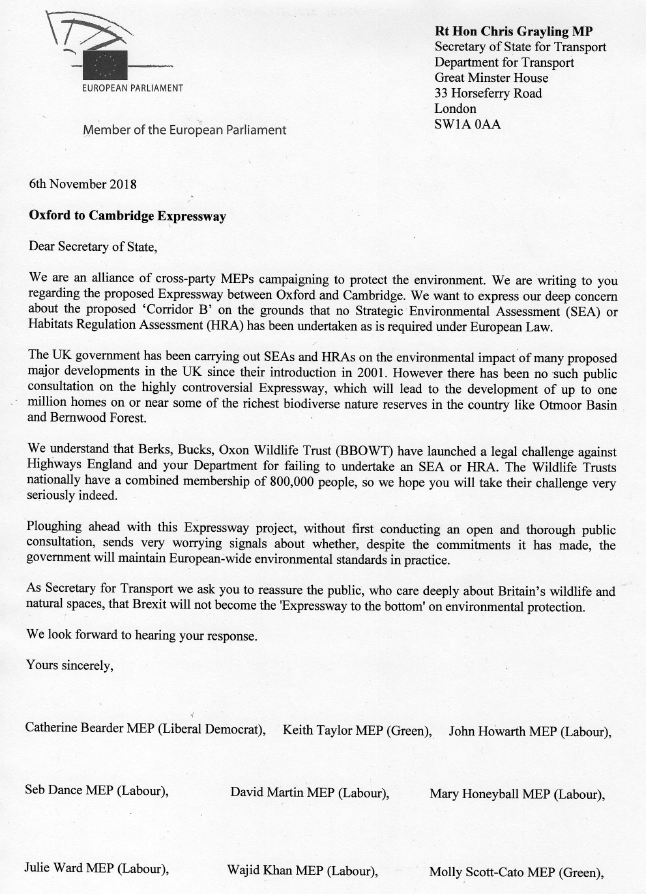 EUROPEAN PARLIAMENT
Member of the European Parliament
Rt Hon Chris Grayling MP
Secretary of State for Transport
Department for Transport
Great Minster House
33 Horseferry Road
London
SW1A 0AA
6th November 2018
Oxford to Cambridge Expressway
Dear Secretary of State,
We are an alliance of cross-party MEPs campaigning to protect the environment. We are writing to you
regarding the proposed Expressway between Oxford and Cambridge. We want to express our deep concern
about the proposed ‘Corridor B’ on the grounds that no Strategic Environmental Assessment (SEA) or
Habitats Regulation Assessment (HRA) has been undertaken as is required under European Law.
The UK government has been carrying out SEAs and HRAs on the environmental impact of many proposed
major developments in the UK since their introduction in 2001. However there has been no such public
consultation on the highly controversial Expressway, which will lead to the development of up to one
million homes on or near some of the richest biodiverse nature reserves in the country like Otmoor Basin
and Bernwood Forest.
We understand that Berks, Bucks, Oxon Wildlife Trust (BBOWT) have launched a legal challenge against
Highways England and your Department for failing to undertake an SEA or HRA. The Wildlife Trusts
nationally have a combined membership of 800,000 people, so we hope you will take their challenge very
seriously indeed.
Ploughing ahead with this Expressway project, without first conducting an open and thorough public
consultation, sends very worrying signals about whether, despite the commitments it has made, the
government will maintain European-wide environmental standards in practice.
As Secretary for Transport we ask you to reassure the public, who care deeply about Britain’s wildlife and
natural spaces, that Brexit will not become the 'Expressway to the bottom' on environmental protection.
We look forward to hearing your response.
Yours sincerely,
Catherine Bearder MEP (Liberal Democrat), Keith Taylor MEP (Green), John Howarth MEP (Labour),
Seb Dance MEP (Labour), David Martin MEP (Labour), Mary Honeyball MEP (Labour),
Julie Ward MEP (Labour), Wajid Khan MEP (Labour), Molly Scott-Cato MEP (Green),